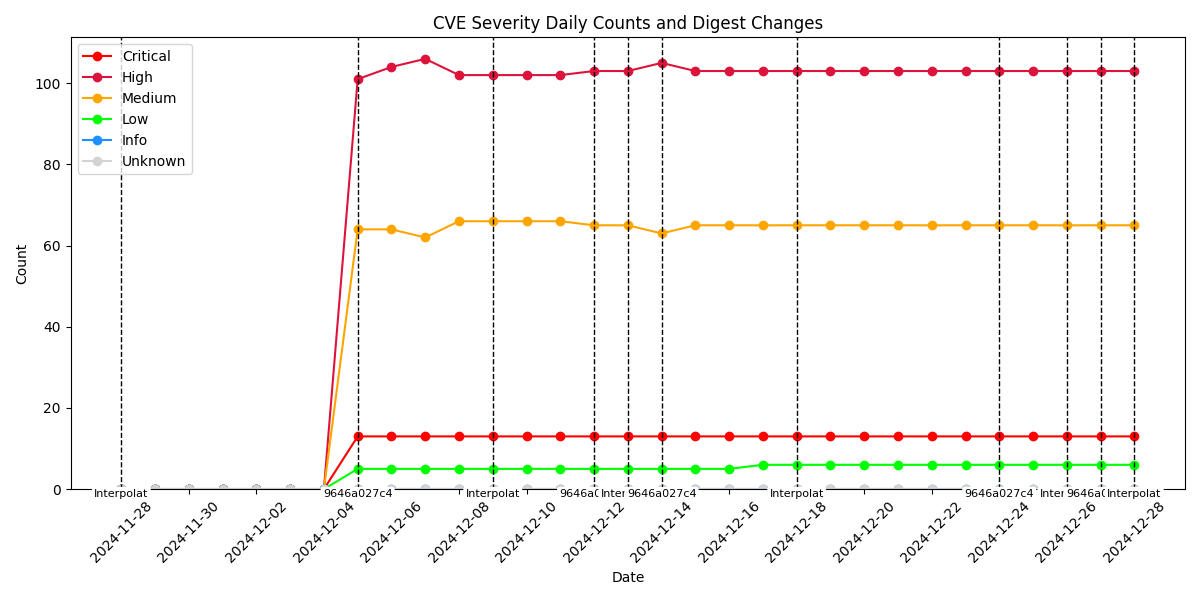 CVE Severity Daily Counts and Digest Changes
Critical
High
Medium
Low
Info
Unknown
100
80
60
40
20
0
Count
Interpolat
9646a027c4
Interpolat
9646a0
Inter
9646a027c4
Interpolat
9646a027c4
Inter
9646a
Interpolat
2024-11-28
2024-11-30
2024-12-02
2024-12-04
2024-12-06
2024-12-08
2024-12-10
2024-12-12
2024-12-14
2024-12-16
2024-12-18
2024-12-20
2024-12-22
2024-12-24
2024-12-26
2024-12-28
Date